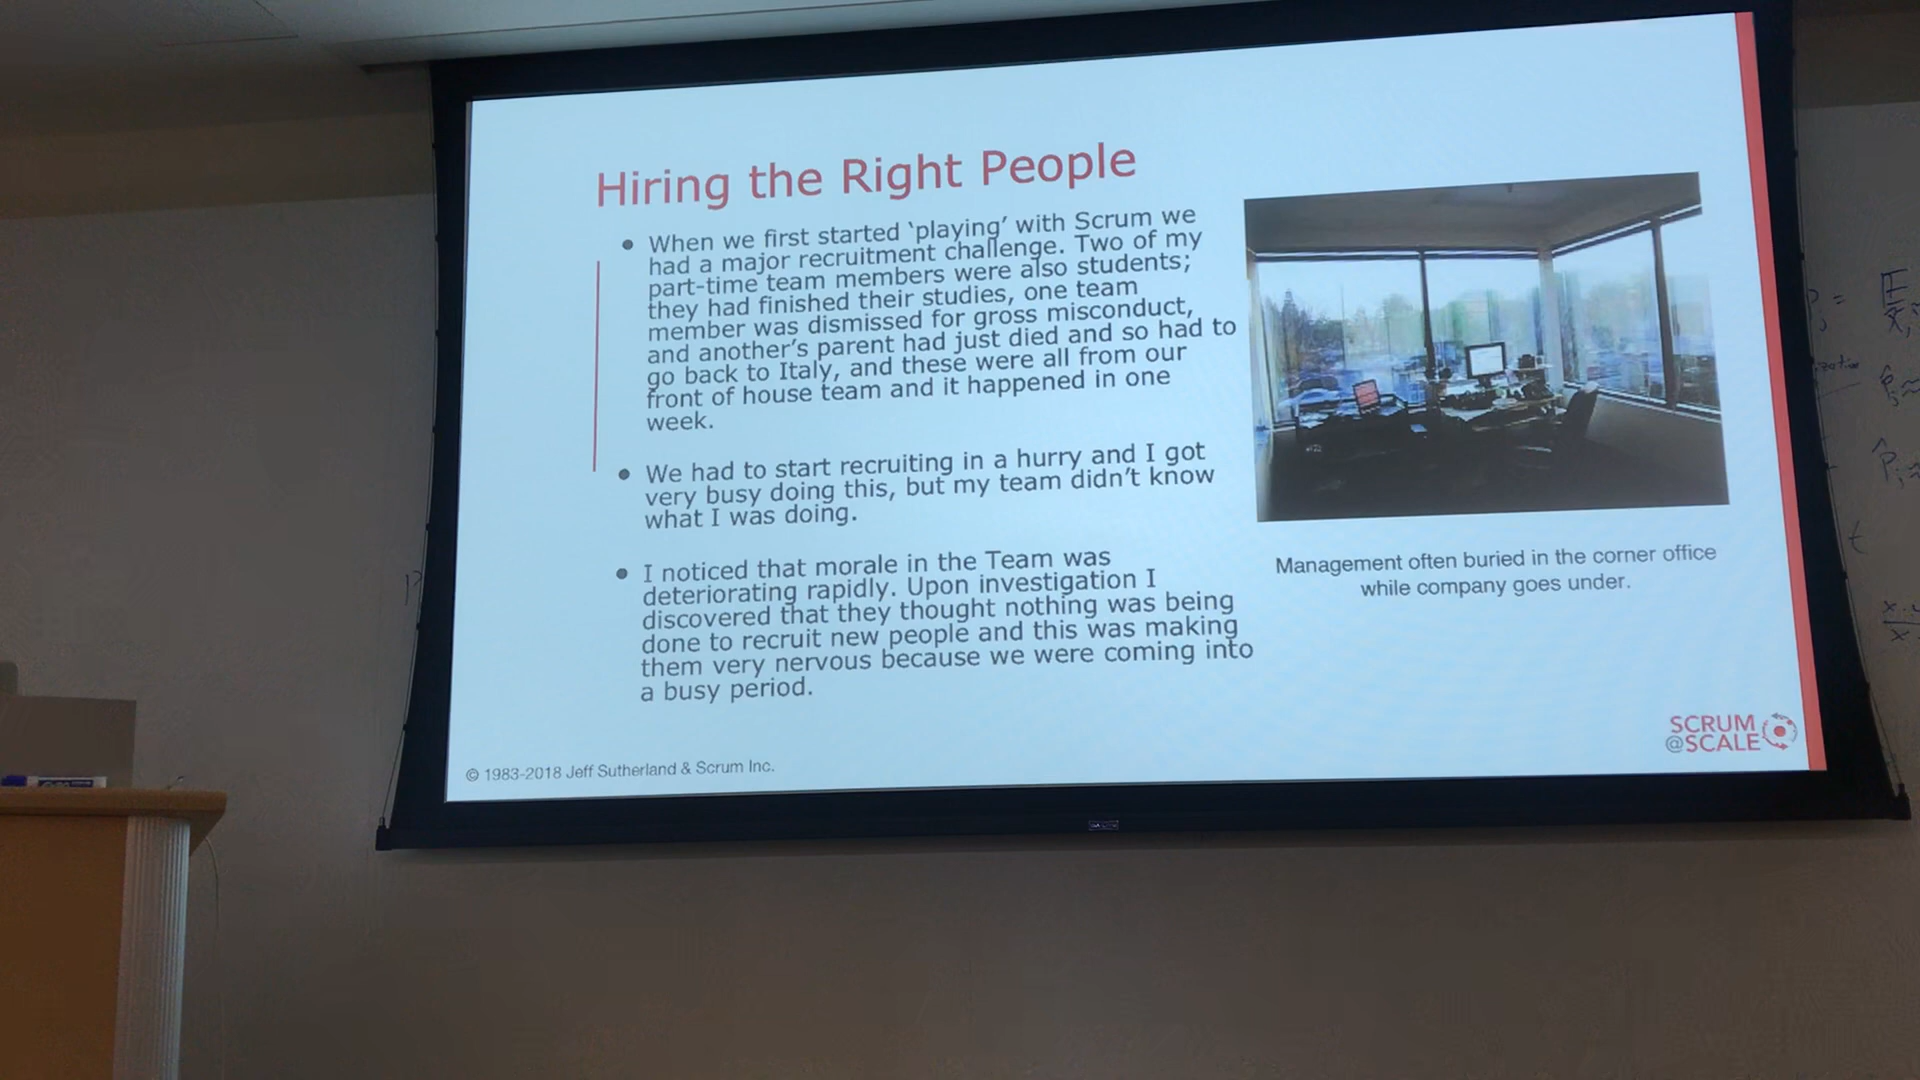 Hiring the Right People
• When we first started ‘playing’ with Scrum we
had a major recruitment challenge. Two of my
part-time team members were also students;
they had finished their studies, one team
member was dismissed for gross misconduct,
and another’s parent had just died and so had to
go back to Italy, and these were all from our
front of house team and it happened in one
week.
• We had to start recruiting in a hurry and I got
very busy doing this, but my team didn’t know
what I was doing.
• I noticed that morale in the Team was
deteriorating rapidly. Upon investigation I
discovered that they thought nothing was being
done to recruit new people and this was making
them very nervous because we were coming into
a busy period.
Management often buried in the corner office
while company goes under.
SCRUM
@SCALE
© 1983-2018 Jeff Sutherland & Scrum Inc.